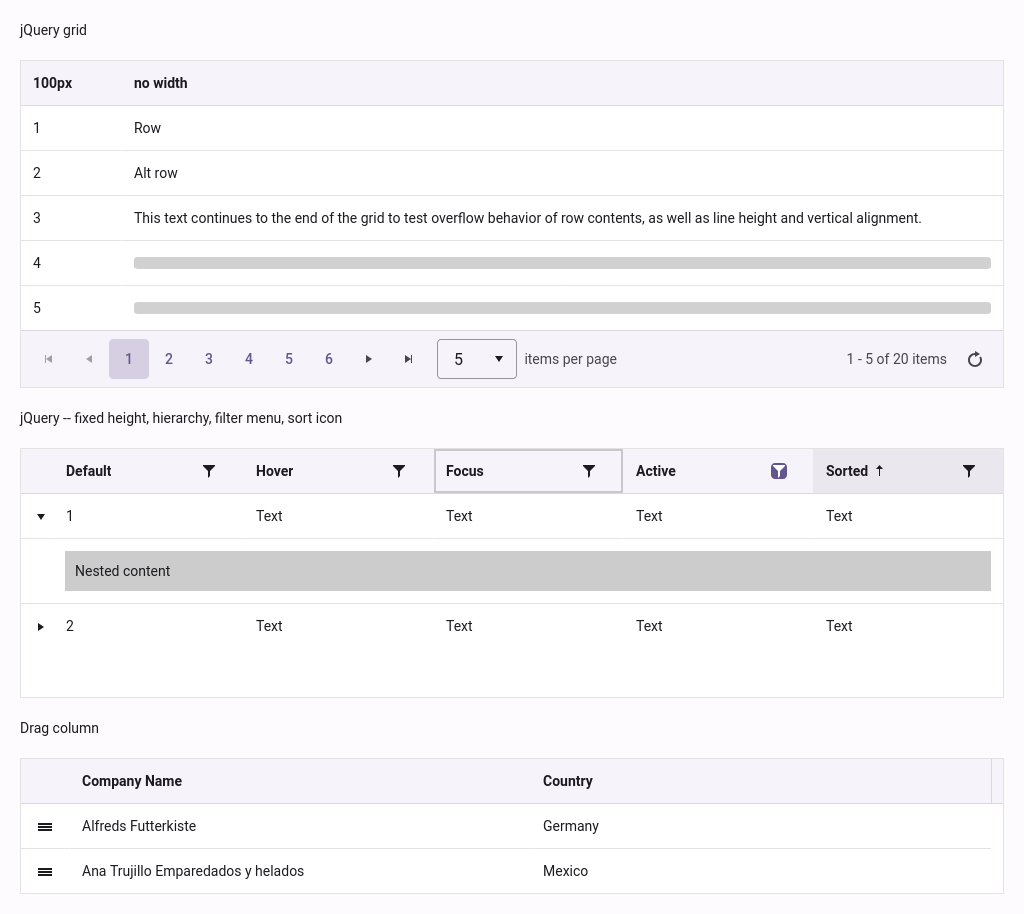 jQuery grid
100px no width
1 Row
2 Alt row
3 This text continues to the end of the grid to test overflow behavior of row contents, as well as line height and vertical alignment.
4
5
1 2 3 4 5 6 5 items per page 1 - 5 of 20 items
jQuery -- fixed height, hierarchy, filter menu, sort icon
Default Hover Focus Active Sorted
1 Text Text Text Text
Nested content
2 Text Text Text Text
Drag column
Company Name Country
Alfreds Futterkiste Germany
Ana Trujillo Emparedados y helados Mexico